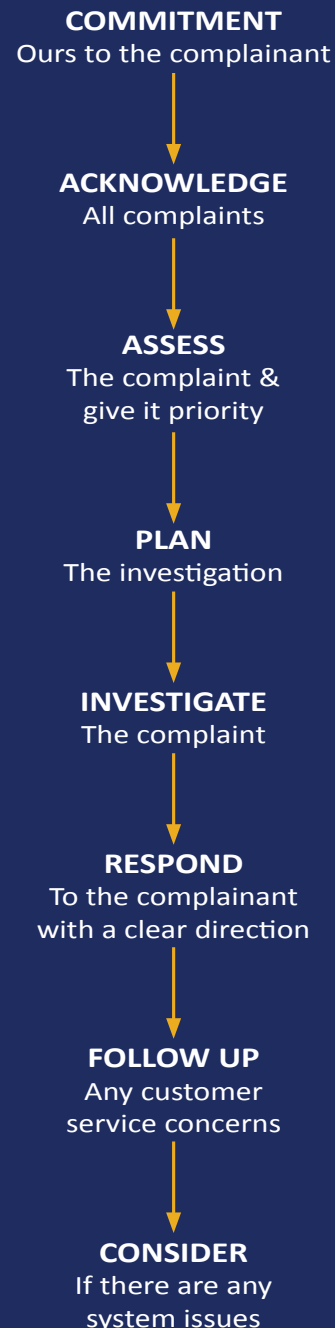 COMMITMENT
Ours to the complainant
ACKNOWLEDGE
All complaints
ASSESS
The complaint &
give it priority
PLAN
The investigation
INVESTIGATE
The complaint
RESPOND
To the complainant
with a clear direction
FOLLOW UP
Any customer
service concerns
CONSIDER
If there are any
system issues